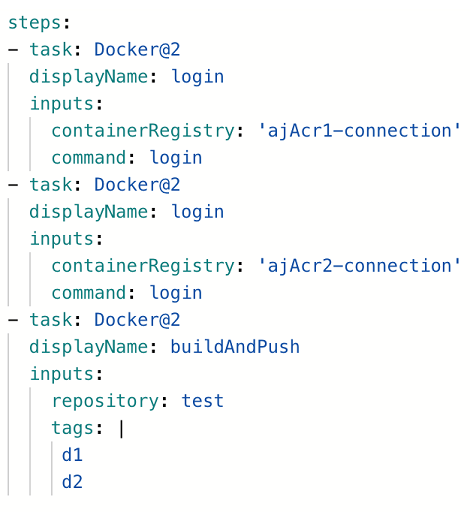 steps:
- task: Docker@2
  displayName: login
  inputs:
    containerRegistry: 'ajAcr1-connection'
    command: login
- task: Docker@2
  displayName: login
  inputs:
    containerRegistry: 'ajAcr2-connection'
    command: login
- task: Docker@2
  displayName: buildAndPush
  inputs:
    repository: test
    tags: |
     d1
     d2